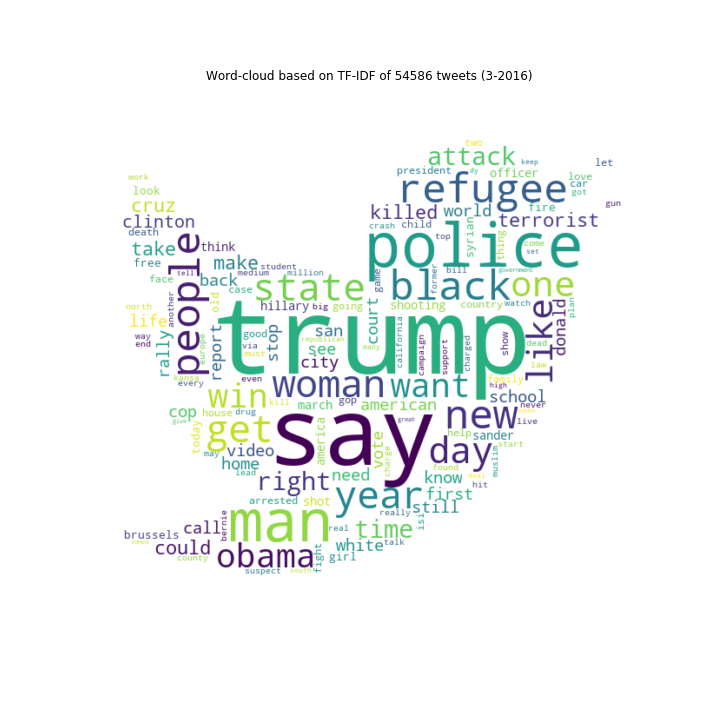 Word-cloud based on TF-IDF of 54586 tweets (3-2016)
two
attack
keep
let
president
dy
officer
love
work
car
look
refugee
got
gun
cruz
killed
world
fire
clinton
terrorist
crash
child
syrian
death
police
top
thing
come
take
people
think
set
free
make
tell
student
medium
million
game
former
bill
government
face
back
black
one
plan
case
state
another
old
hillary
big
going
court
shooting
country
watch
north
trump
like
donald
life
report
good
stop
san
california
campaign
support
charged
show
way
rally
via
republican
dead
end
europe
must
see
many
law
city
kansa
even
woman
want
family
every
high
win
kill
school
never
march
gop
american
cop
house
drug
say
new
live
give
get
great
today
america
vote
charge
help
sander
start
may
video
day
need
found
know
muslim
home
lead
right
deal
hit
year
first
arrested
shot
still
man
really
isi
brussels
call
bernie
real
time
news
could
white
talk
county
obama
fight
girl
suspect
south